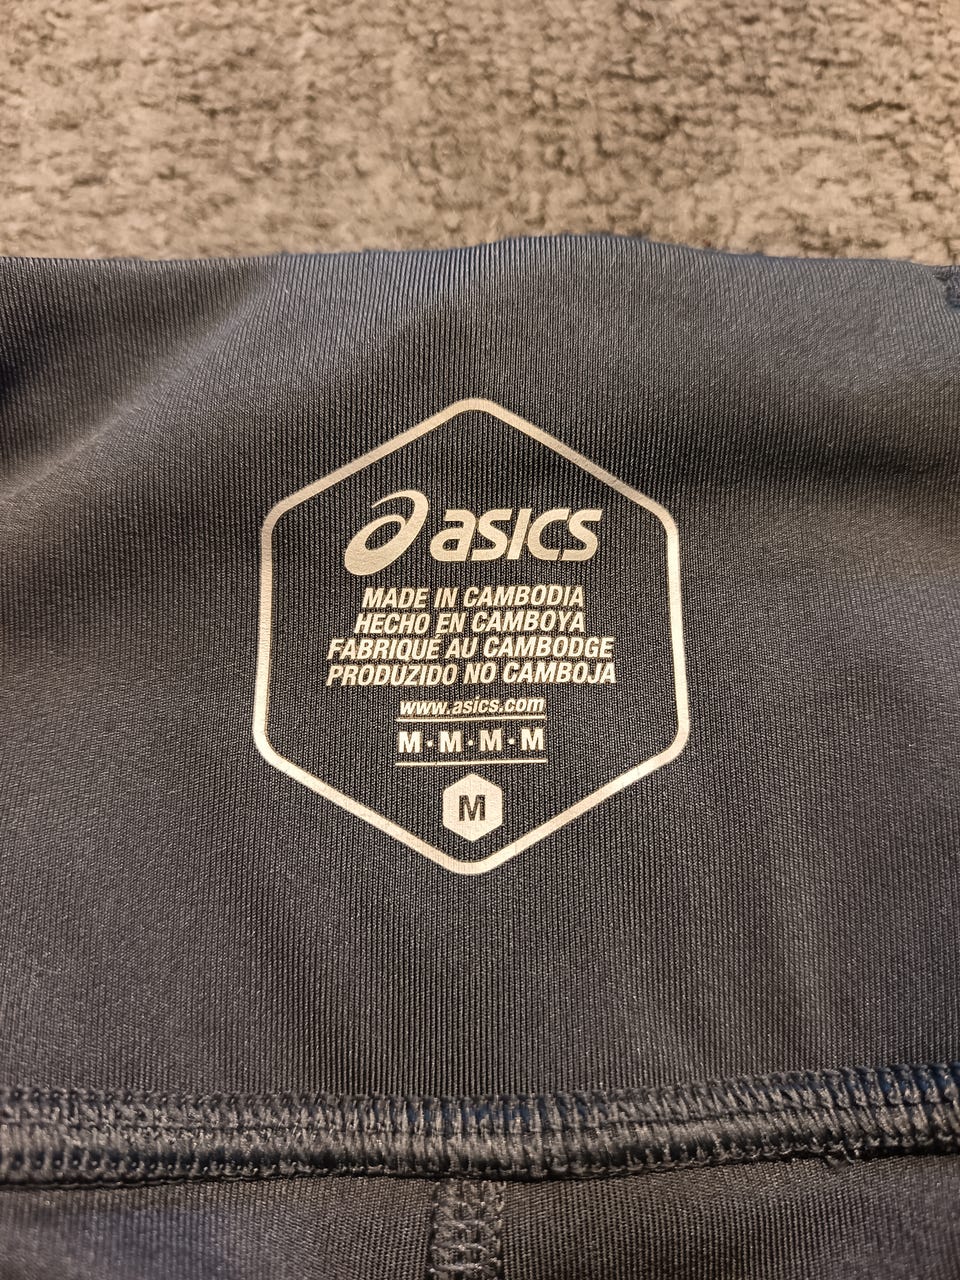 asics
MADE IN CAMBODIA
HECHO EN CAMBOYA
FABRIQUÉ AU CAMBODGE
PRODUZIDO NO CAMBOJA
www.asics.com
M·M·M·M
M